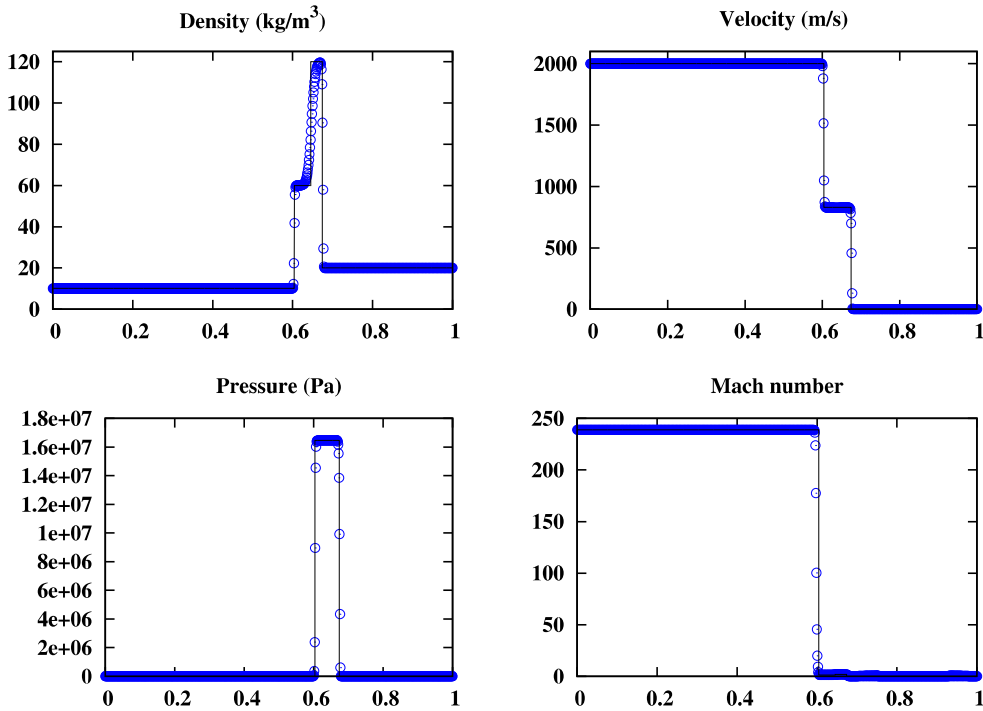 Density (kg/m³)
120
100
80
60
40
20
0
0 0.2 0.4 0.6 0.8 1
Velocity (m/s)
2000
1500
1000
500
0
0 0.2 0.4 0.6 0.8 1
Pressure (Pa)
1.8e+07
1.6e+07
1.4e+07
1.2e+07
1e+07
8e+06
6e+06
4e+06
2e+06
0
0 0.2 0.4 0.6 0.8 1
Mach number
250
200
150
100
50
0
0 0.2 0.4 0.6 0.8 1